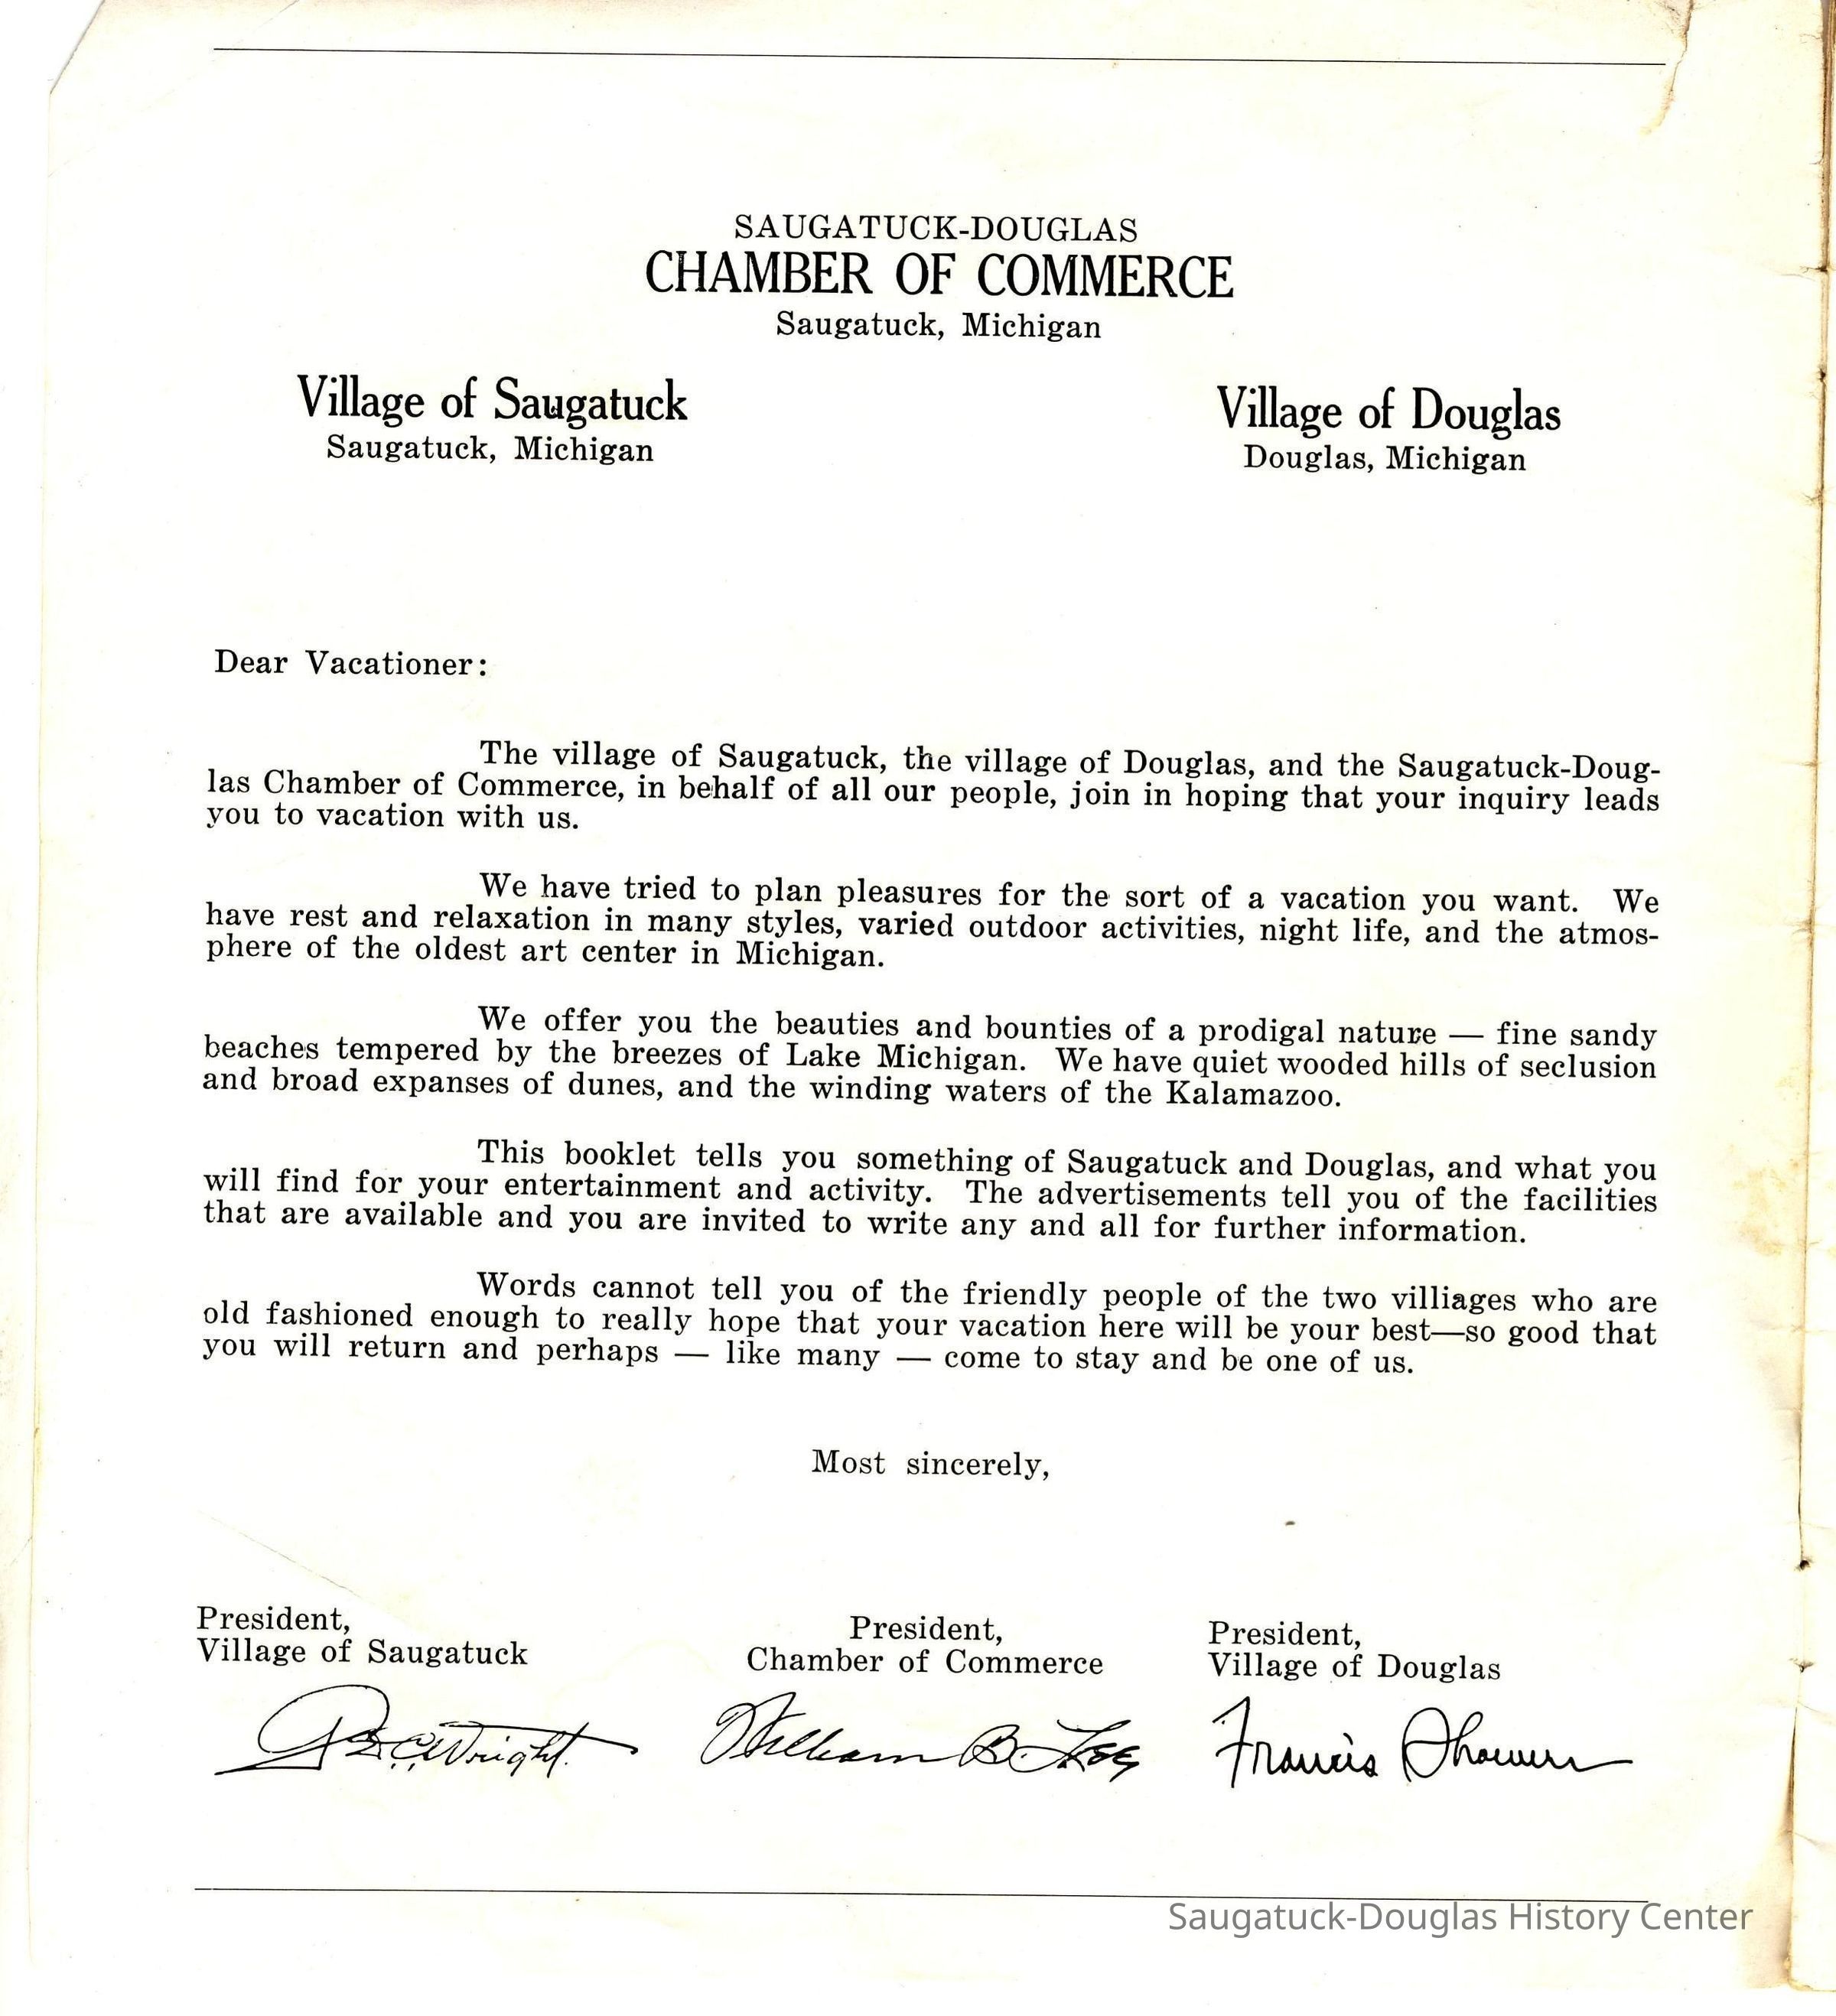 SAUGATUCK-DOUGLAS
CHAMBER OF COMMERCE
Saugatuck, Michigan
Village of Saugatuck
Saugatuck, Michigan
Village of Douglas
Douglas, Michigan
Dear Vacationer:
The village of Saugatuck, the village of Douglas, and the Saugatuck-Doug-
las Chamber of Commerce, in behalf of all our people, join in hoping that your inquiry leads
you to vacation with us.
We have tried to plan pleasures for the sort of a vacation you want. We
have rest and relaxation in many styles, varied outdoor activities, night life, and the atmos-
phere of the oldest art center in Michigan.
We offer you the beauties and bounties of a prodigal nature — fine sandy
beaches tempered by the breezes of Lake Michigan. We have quiet wooded hills of seclusion
and broad expanses of dunes, and the winding waters of the Kalamazoo.
This booklet tells you something of Saugatuck and Douglas, and what you
will find for your entertainment and activity. The advertisements tell you of the facilities
that are available and you are invited to write any and all for further information.
Words cannot tell you of the friendly people of the two villiages who are
old fashioned enough to really hope that your vacation here will be your best—so good that
you will return and perhaps — like many — come to stay and be one of us.
Most sincerely,
President,
Village of Saugatuck
President,
Chamber of Commerce
President,
Village of Douglas
Wright
William B.
Francis
Saugatuck-Douglas History Center